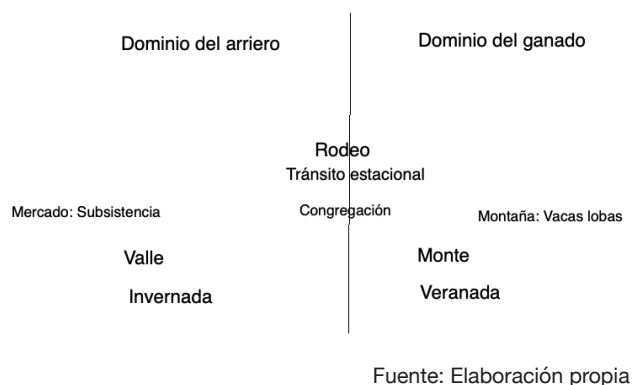 Dominio del arriero
Dominio del ganado
Rodeo
Tránsito estacional
Mercado: Subsistencia
Congregación
Montaña: Vacas lobas
Valle
Monte
Invernada
Veranada
Fuente: Elaboración propia